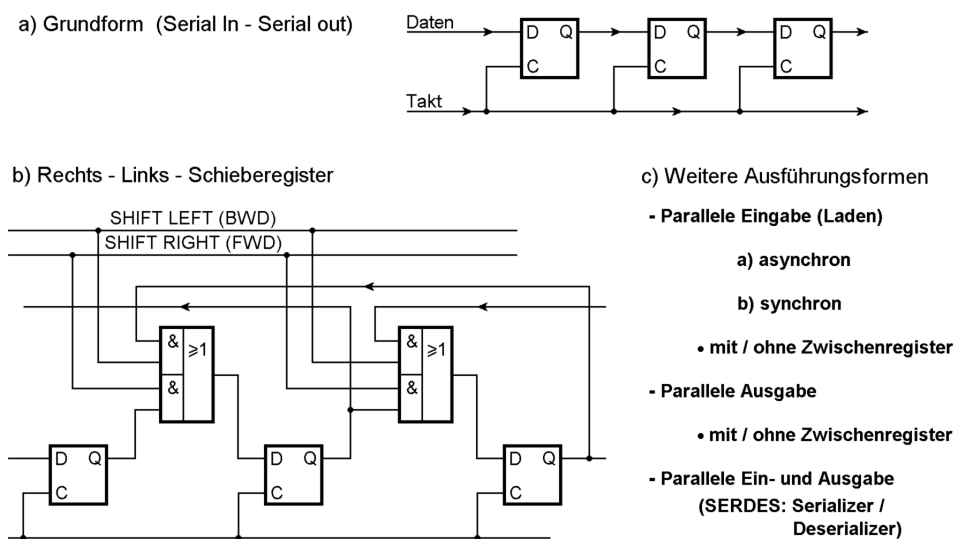 a) Grundform (Serial In - Serial out)
Daten
D Q
C
D Q
C
D Q
C
Takt
b) Rechts - Links - Schieberegister
SHIFT LEFT (BWD)
SHIFT RIGHT (FWD)
&
≥1
&
&
≥1
&
D Q
C
D Q
C
D Q
C
c) Weitere Ausführungsformen
- Parallele Eingabe (Laden)
a) asynchron
b) synchron
• mit / ohne Zwischenregister
- Parallele Ausgabe
• mit / ohne Zwischenregister
- Parallele Ein- und Ausgabe
(SERDES: Serializer /
Deserializer)